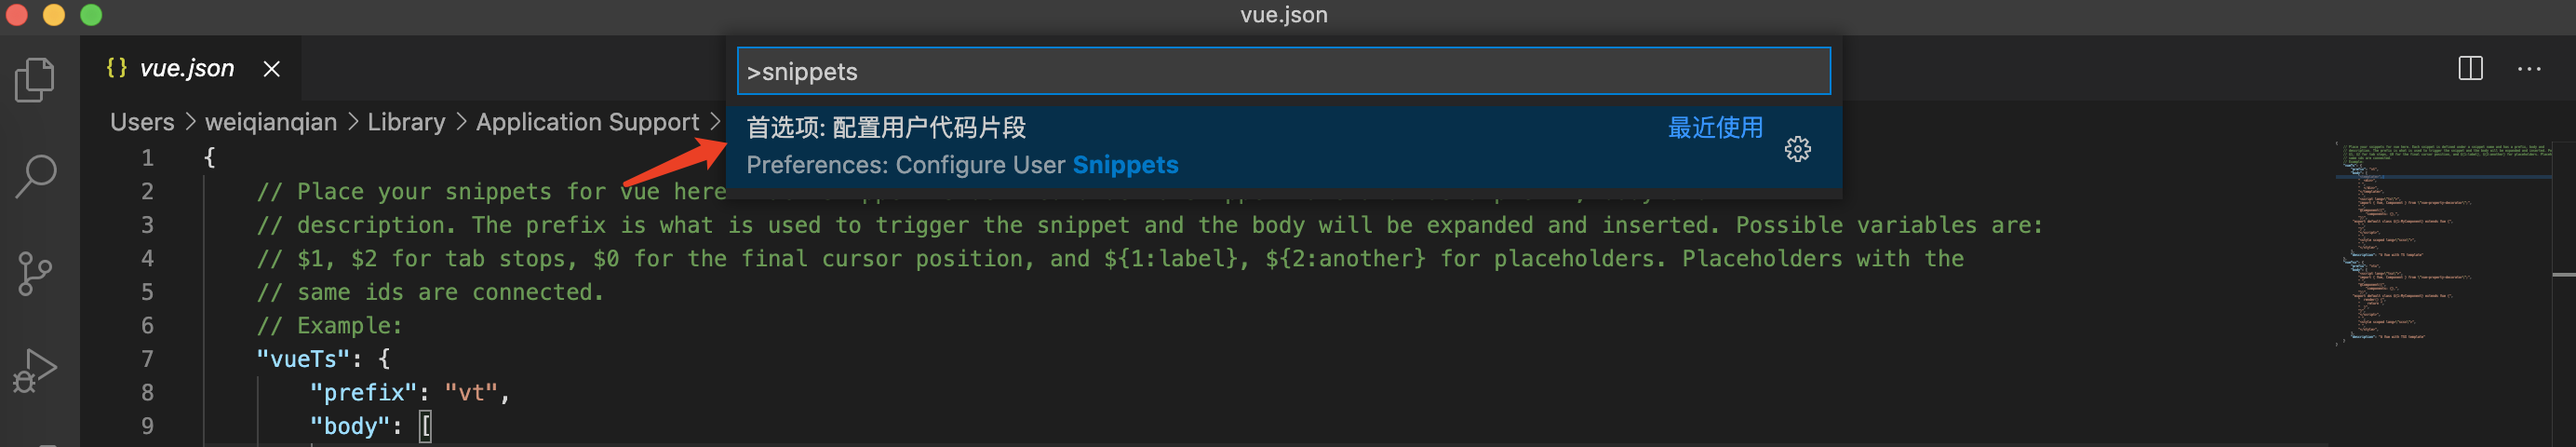 vue.json
{} vue.json
>snippets
Users > weiqianqian > Library > Application Support >
首选项: 配置用户代码片段
最近使用
Preferences: Configure User Snippets
1 {
2 // Place your snippets for vue here
3 // description. The prefix is what is used to trigger the snippet and the body will be expanded and inserted. Possible variables are:
4 // $1, $2 for tab stops, $0 for the final cursor position, and ${1:label}, ${2:another} for placeholders. Placeholders with the
5 // same ids are connected.
6 // Example:
7 "vueTs": {
8 "prefix": "vt",
9 "body": [